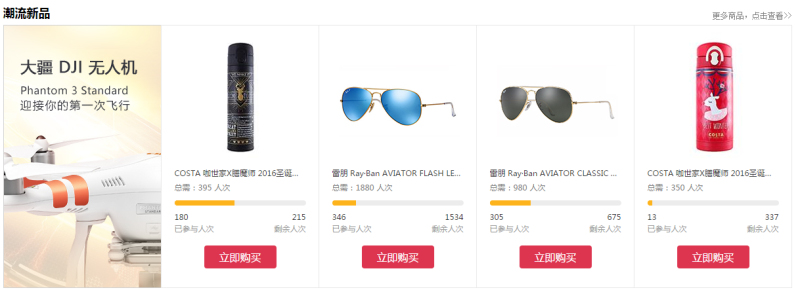 潮流新品
更多商品，点击查看>>
大疆 DJI 无人机
Phantom 3 Standard
迎接你的第一次飞行
COSTA 咖世家X膳魔师 2016圣诞...
总需：395 人次
180 215
已参与人次 剩余人次
立即购买
雷朋 Ray-Ban AVIATOR FLASH LE...
总需：1880 人次
346 1534
已参与人次 剩余人次
立即购买
雷朋 Ray-Ban AVIATOR CLASSIC ...
总需：980 人次
305 675
已参与人次 剩余人次
立即购买
COSTA 咖世家X膳魔师 2016圣诞...
总需：350 人次
13 337
已参与人次 剩余人次
立即购买